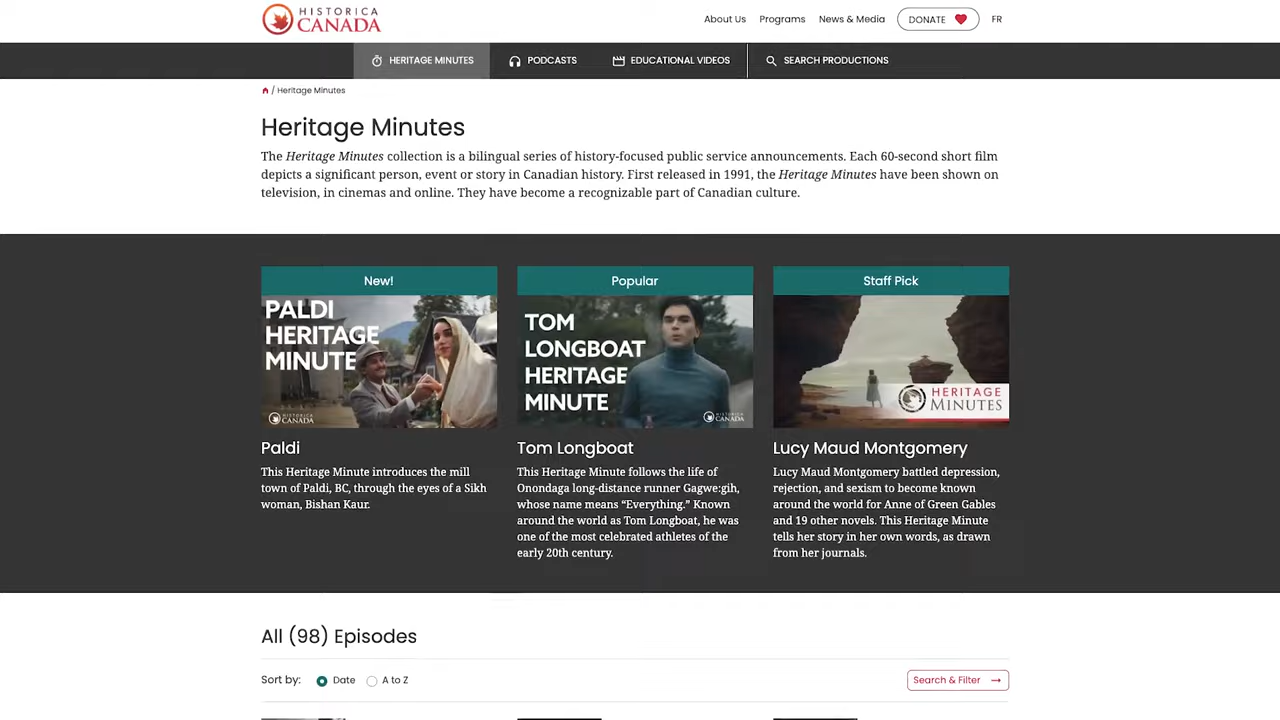 HISTORICA
CANADA
About Us
Programs
News & Media
DONATE
FR
HERITAGE MINUTES
PODCASTS
EDUCATIONAL VIDEOS
SEARCH PRODUCTIONS
/ Heritage Minutes
Heritage Minutes
The Heritage Minutes collection is a bilingual series of history-focused public service announcements. Each 60-second short film
depicts a significant person, event or story in Canadian history. First released in 1991, the Heritage Minutes have been shown on
television, in cinemas and online. They have become a recognizable part of Canadian culture.
New!
PALDI
HERITAGE
MINUTE
HISTORICA
CANADA
Paldi
This Heritage Minute introduces the mill
town of Paldi, BC, through the eyes of a Sikh
woman, Bishan Kaur.
Popular
TOM
LONGBOAT
HERITAGE
MINUTE
HISTORICA
CANADA
Tom Longboat
This Heritage Minute follows the life of
Onondaga long-distance runner Gagwe:gih,
whose name means “Everything.” Known
around the world as Tom Longboat, he was
one of the most celebrated athletes of the
early 20th century.
Staff Pick
HERITAGE
MINUTES
Lucy Maud Montgomery
Lucy Maud Montgomery battled depression,
rejection, and sexism to become known
around the world for Anne of Green Gables
and 19 other novels. This Heritage Minute
tells her story in her own words, as drawn
from her journals.
All (98) Episodes
Sort by:
Date
A to Z
Search & Filter